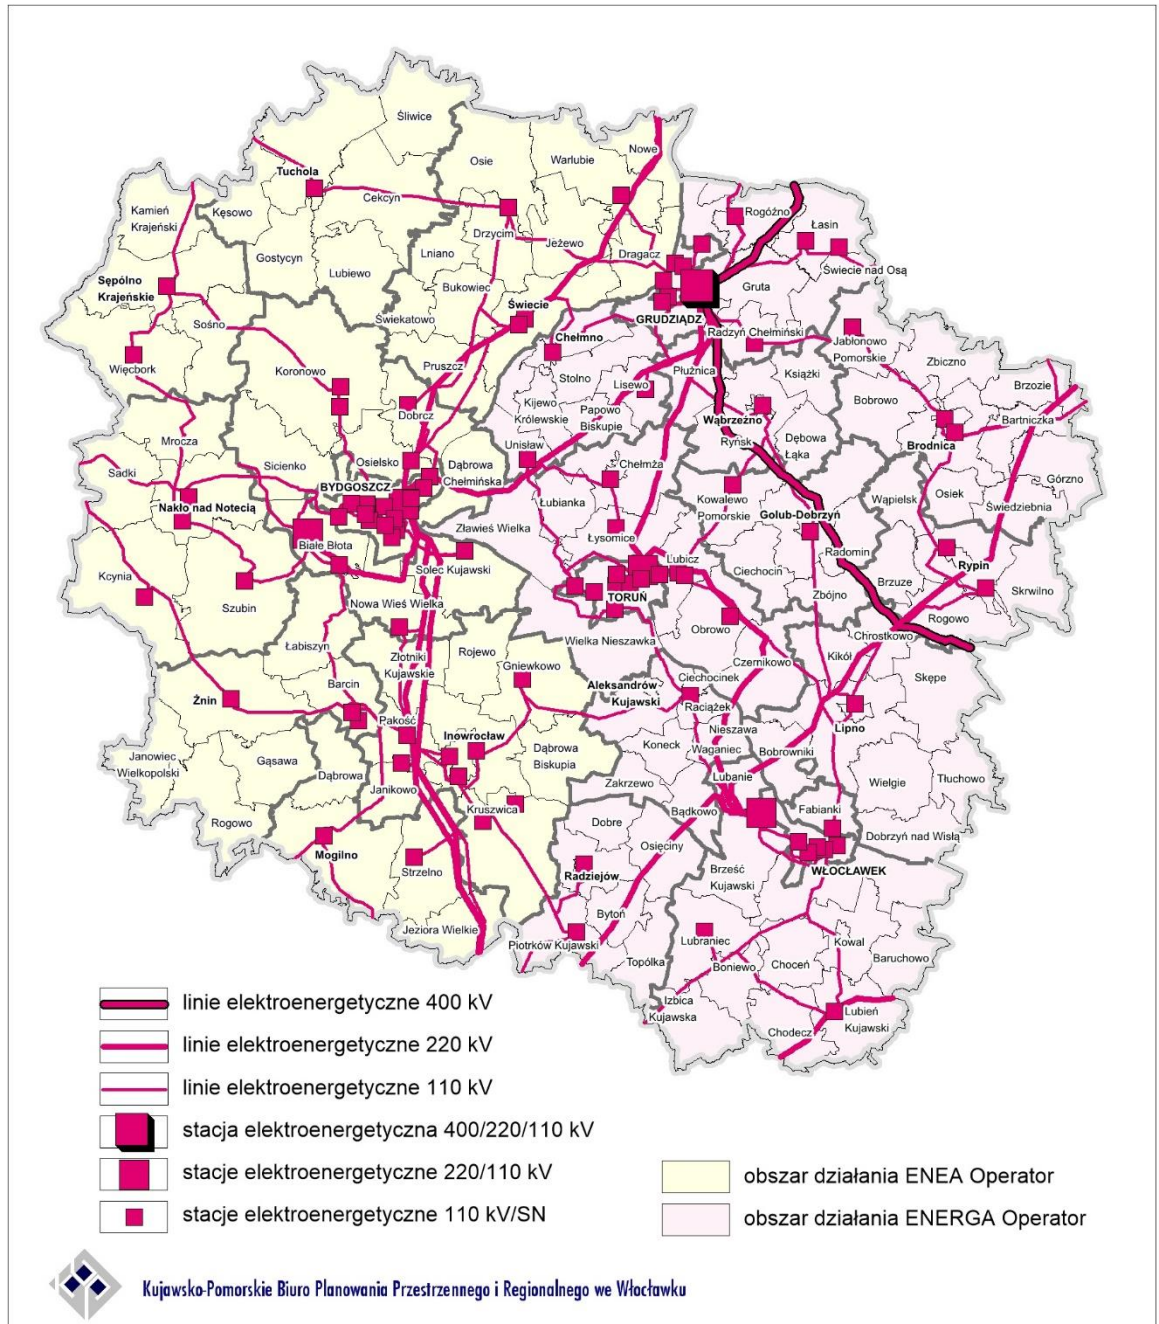 Śliwice
Nowe
Osie
Warlubie
Tuchola
Cekcyn
Kamień
Krajeński
Kęsowo
Rogóźno
Łasin
Drzycim
Gostycyn
Lniano
Jeżewo
Dragacz
Lubiewo
Bukowiec
Świecie nad Osą
Gruta
Sępólno
Krajeńskie
Świekatowo
Świecie
GRUDZIĄDZ
Sośno
Chełmno
Radzyń Chełmiński
Jabłonowo
Pomorskie
Zbiczno
Więcbork
Koronowo
Pruszcz
Stolno
Lisewo
Płużnica
Książki
Bobrowo
Brzozie
Dobrcz
Kijewo
Królewskie
Papowo
Biskupie
Wąbrzeźno
Bartniczka
Mrocza
Unisław
Ryńsk
Dębowa
Łąka
Brodnica
Sadki
Sicienko
Osielsko
Dąbrowa
Chełmińska
Chełmża
BYDGOSZCZ
Nakło nad Notecią
Łubianka
Kowalewo
Pomorskie
Golub-Dobrzyń
Wąpielsk
Osiek
Górzno
Świedziebnia
Zławieś Wielka
Łysomice
Białe Błota
Radomin
Kcynia
Solec Kujawski
Lubicz
Ciechocin
Rypin
Brzuze
Skrwilno
Szubin
Nowa Wieś Wielka
TORUŃ
Zbójno
Rogowo
Wielka Nieszawka
Obrowo
Chrostkowo
Łabiszyn
Rojewo
Złotniki
Kujawskie
Gniewkowo
Czernikowo
Kikół
Skępe
Żnin
Barcin
Aleksandrów
Kujawski
Ciechocinek
Raciążek
Pakość
Inowrocław
Nieszawa
Lipno
Janowiec
Wielkopolski
Gąsawa
Dąbrowa
Dąbrowa
Biskupia
Koneck
Waganiec
Bobrowniki
Zakrzewo
Lubanie
Wielgie
Tłuchowo
Janikowo
Rogowo
Kruszwica
Bądkowo
Fabianki
Dobre
Dobrzyń nad Wisłą
Mogilno
Osięciny
Strzelno
Radziejów
Brześć
Kujawski
WŁOCŁAWEK
Bytoń
Jeziora Wielkie
Piotrków Kujawski
Lubraniec
Kowal
Topólka
Boniewo
Choceń
Baruchowo
Izbica
Kujawska
Chodecz
Lubień
Kujawski
linie elektroenergetyczne 400 kV
linie elektroenergetyczne 220 kV
linie elektroenergetyczne 110 kV
stacja elektroenergetyczna 400/220/110 kV
stacje elektroenergetyczne 220/110 kV
stacje elektroenergetyczne 110 kV/SN
obszar działania ENEA Operator
obszar działania ENERGA Operator
Kujawsko-Pomorskie Biuro Planowania Przestrzennego i Regionalnego we Włocławku